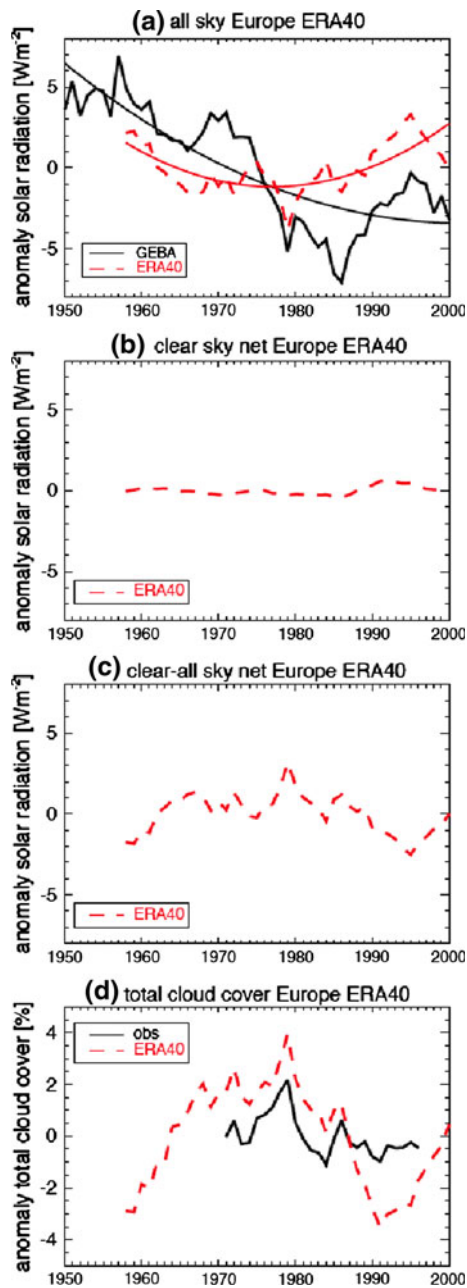 (a) all sky Europe ERA40
anomaly solar radiation [Wm-2]
5
0
-5
GEBA
ERA40
1950 1960 1970 1980 1990 2000
(b) clear sky net Europe ERA40
anomaly solar radiation [Wm-2]
5
0
-5
ERA40
1950 1960 1970 1980 1990 2000
(c) clear-all sky net Europe ERA40
anomaly solar radiation [Wm-2]
5
0
-5
ERA40
1950 1960 1970 1980 1990 2000
(d) total cloud cover Europe ERA40
anomaly total cloud cover [%]
obs
ERA40
4
2
0
-2
-4
1950 1960 1970 1980 1990 2000